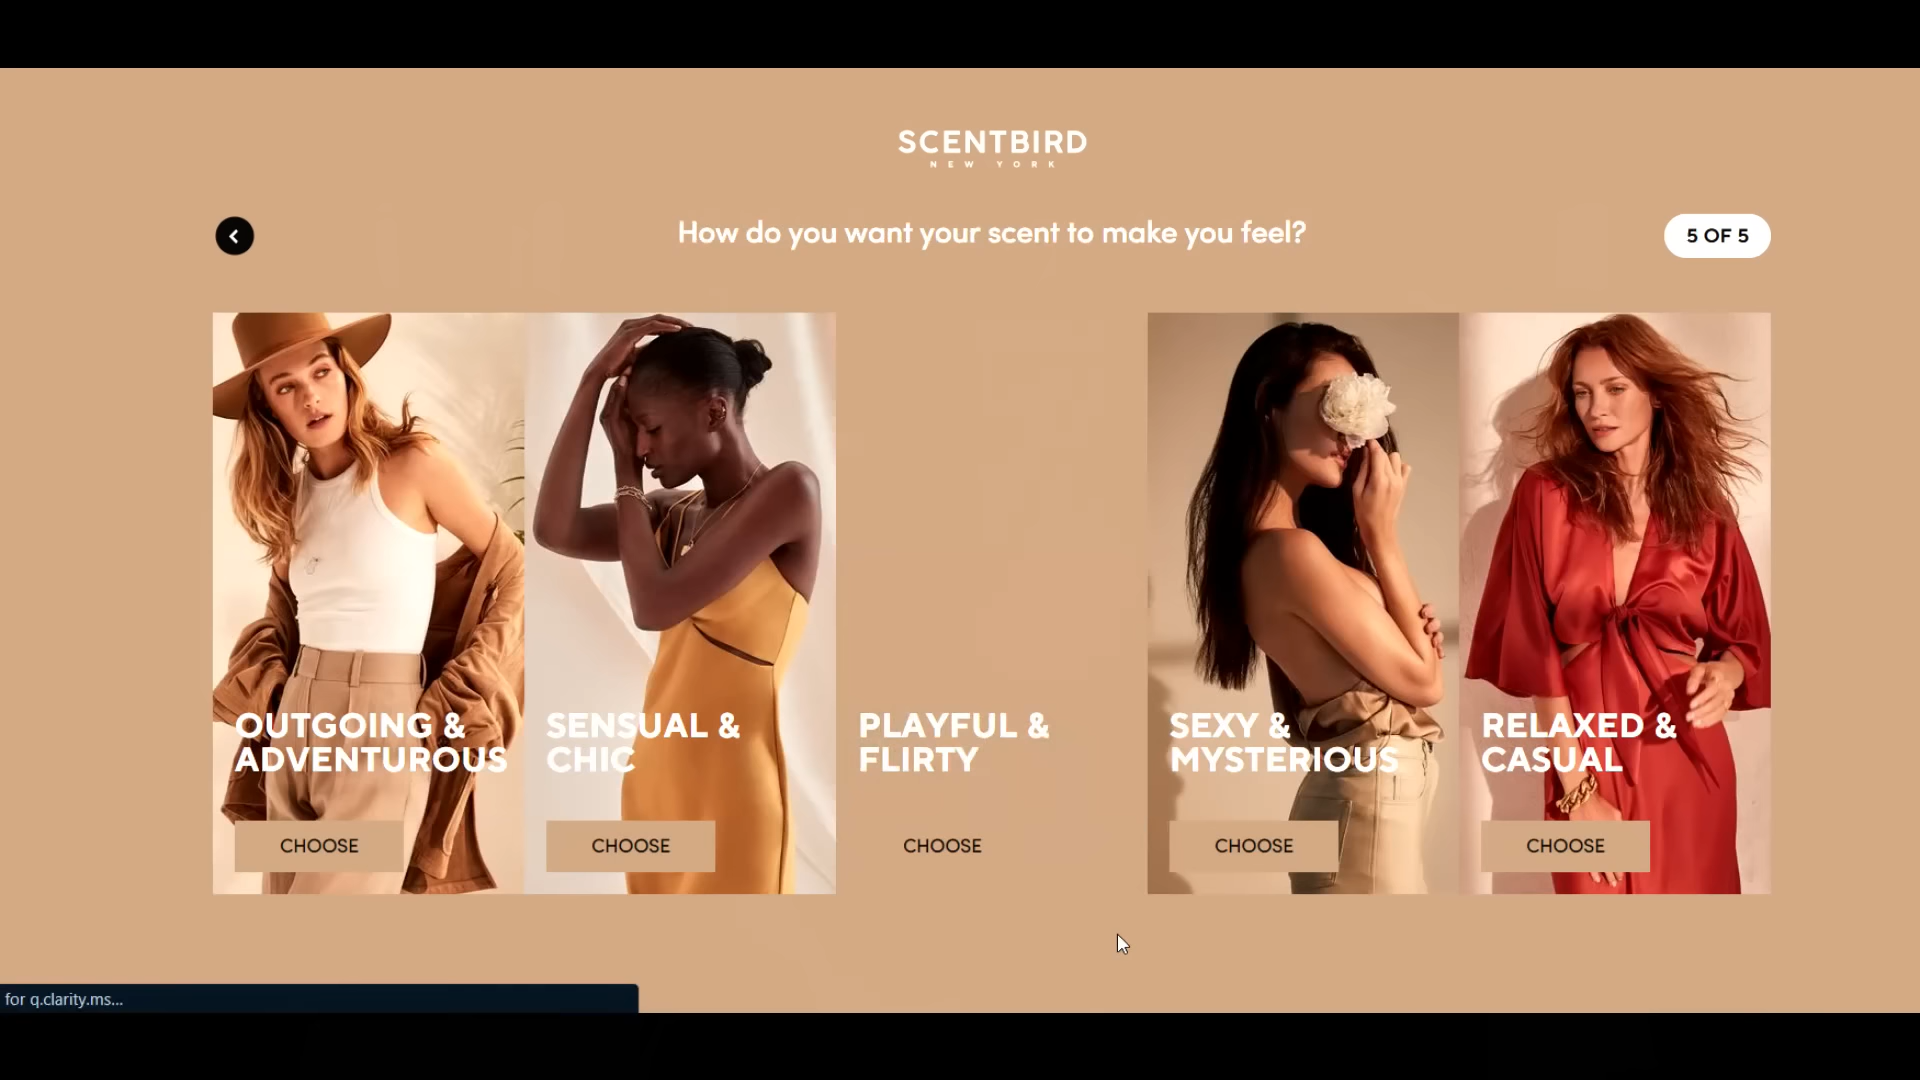 SCENTBIRD
NEW YORK
How do you want your scent to make you feel?
5 OF 5
OUTGOING &
ADVENTUROUS
CHOOSE
SENSUAL &
CHIC
CHOOSE
PLAYFUL &
FLIRTY
CHOOSE
SEXY &
MYSTERIOUS
CHOOSE
RELAXED &
CASUAL
CHOOSE
for q.clarity.ms...